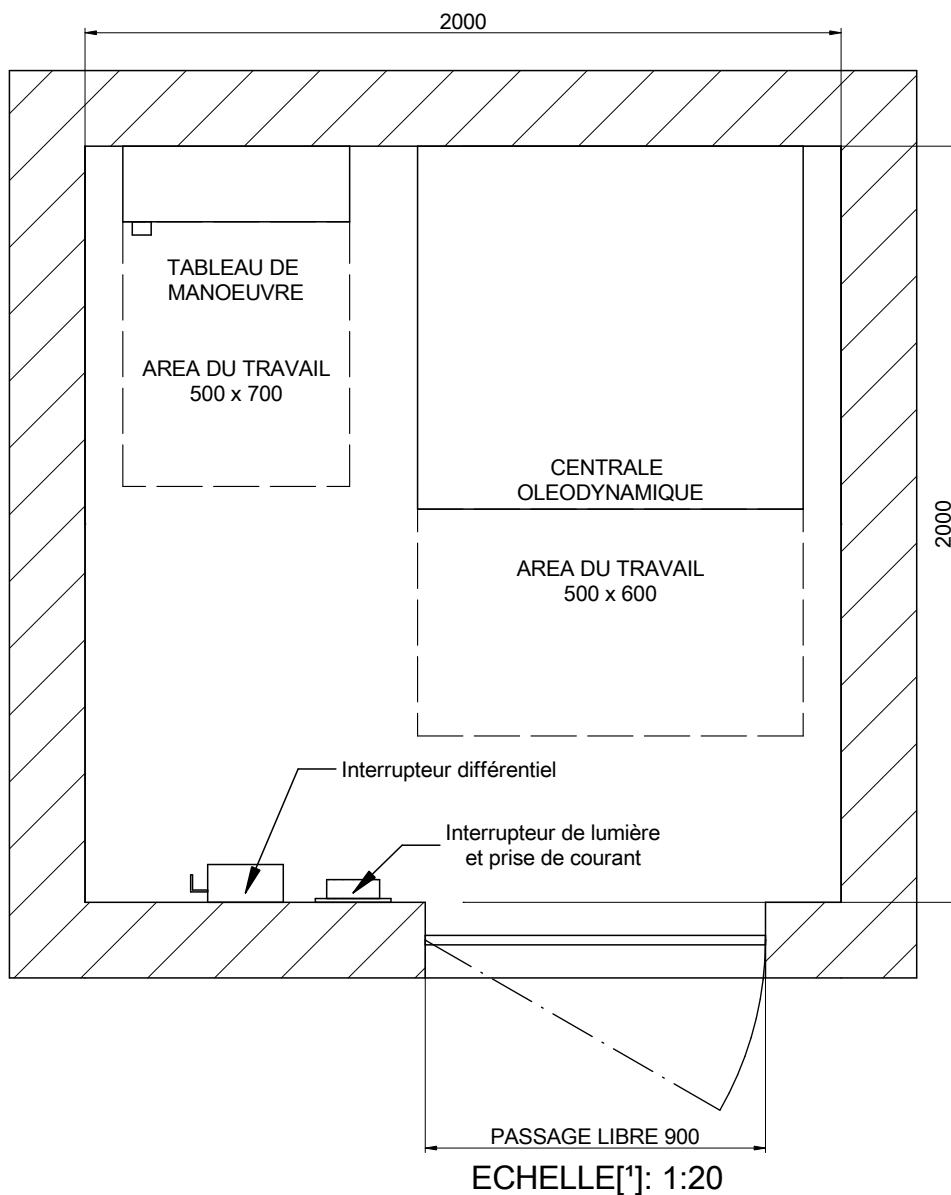 2000
TABLEAU DE
MANOEUVRE
AREA DU TRAVAIL
500 x 700
CENTRALE
OLEODYNAMIQUE
2000
AREA DU TRAVAIL
500 x 600
Interrupteur différentiel
Interrupteur de lumière
et prise de courant
PASSAGE LIBRE 900
ECHELLE[¹]: 1:20